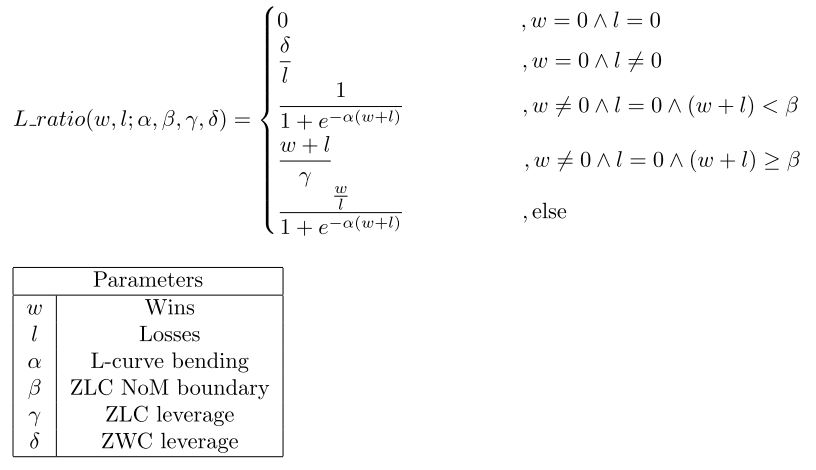 L_ratio(w, l; α, β, γ, δ) =
0 , w = 0 ∧ l = 0
δ/l , w = 0 ∧ l ≠ 0
1/(1 + e^{−α(w+l)}) , w ≠ 0 ∧ l = 0 ∧ (w + l) < β
(w + l)/γ , w ≠ 0 ∧ l = 0 ∧ (w + l) ≥ β
(w/l)/(1 + e^{−α(w+l)}) , else
Parameters
w Wins
l Losses
α L-curve bending
β ZLC NoM boundary
γ ZLC leverage
δ ZWC leverage